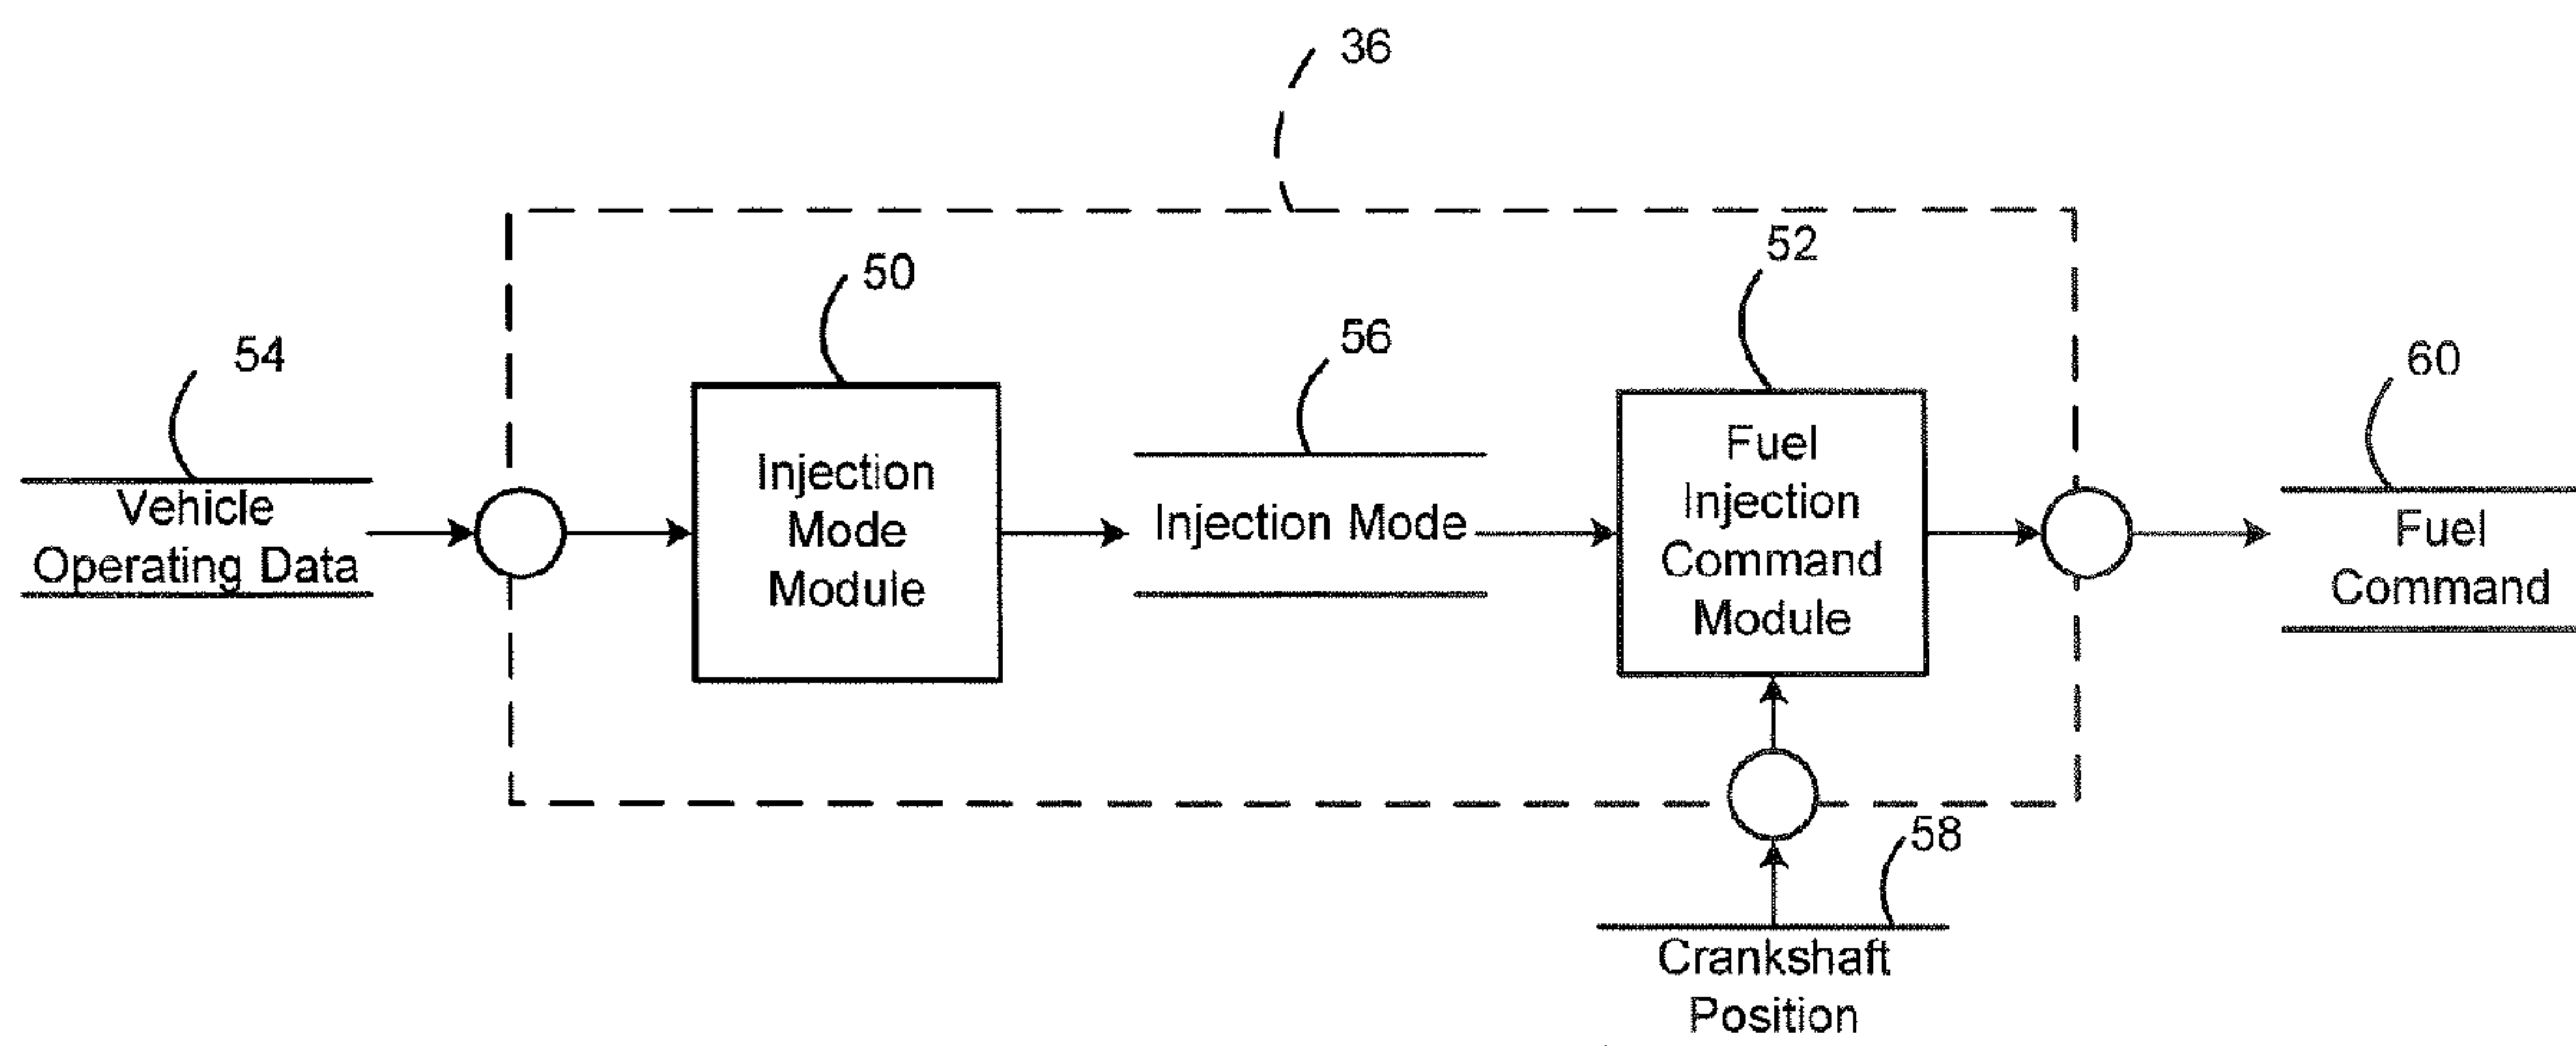 36
52
50
56
54
60
Vehicle
Operating Data
Injection
Mode
Module
Injection Mode
Fuel
Injection
Command
Module
Fuel
Command
58
Crankshaft
Position